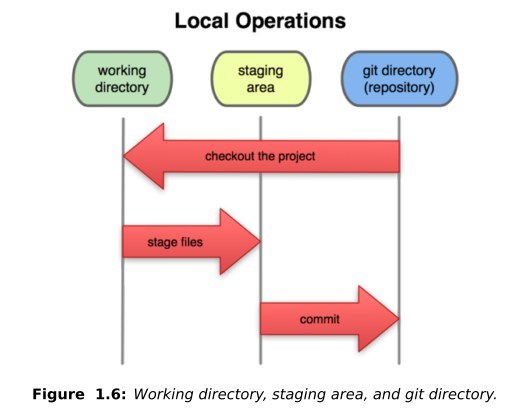 Local Operations
working
directory
staging
area
git directory
(repository)
checkout the project
stage files
commit
Figure 1.6: Working directory, staging area, and git directory.